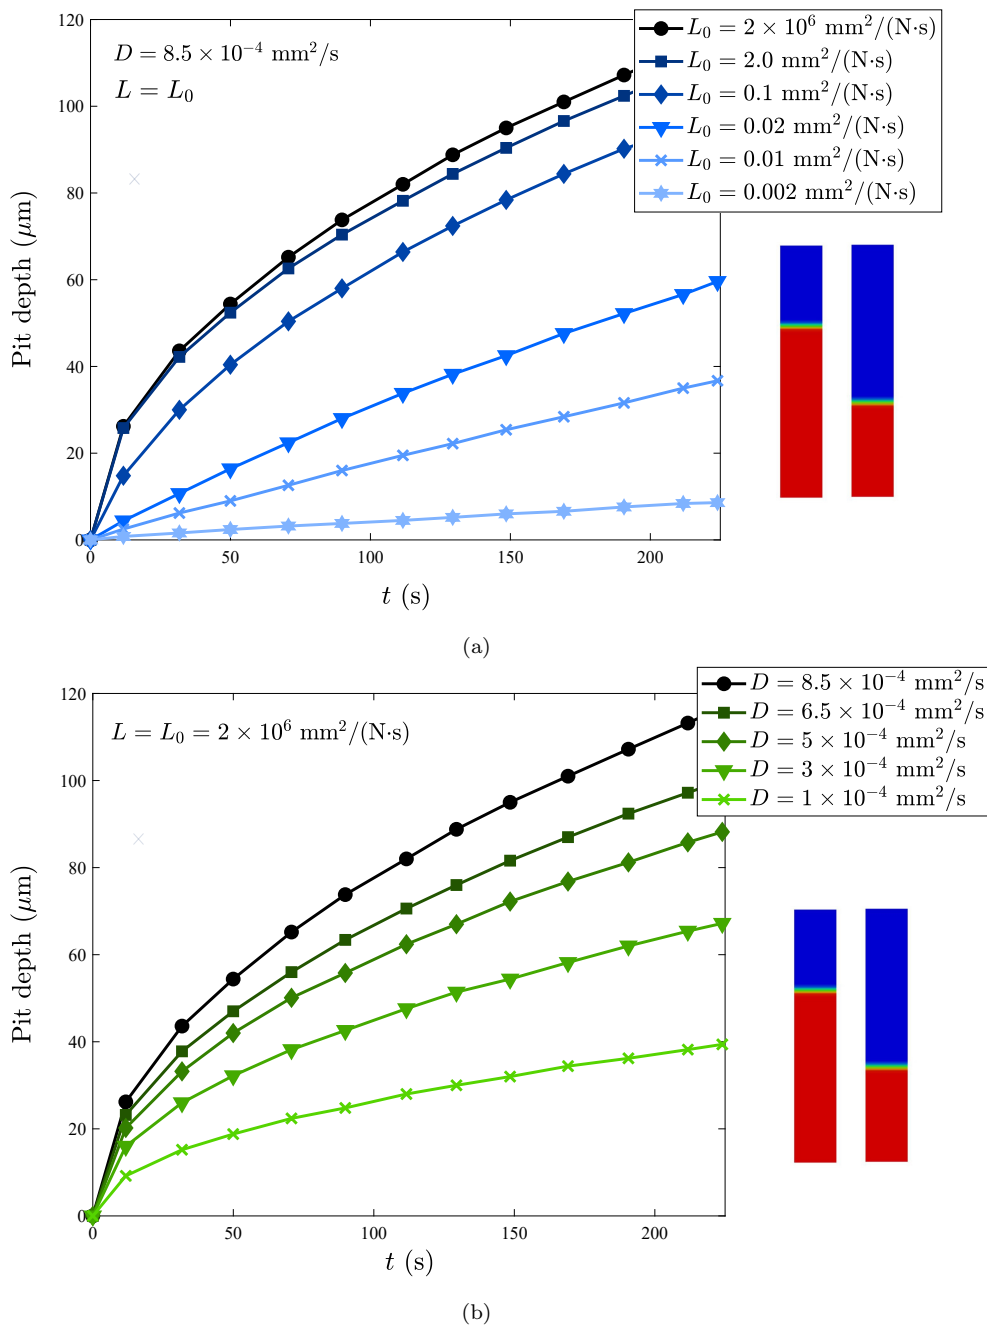 120
100
80
60
40
20
0
Pit depth (μm)
D = 8.5 × 10⁻⁴ mm²/s
L = L₀
L₀ = 2 × 10⁶ mm²/(N·s)
L₀ = 2.0 mm²/(N·s)
L₀ = 0.1 mm²/(N·s)
L₀ = 0.02 mm²/(N·s)
L₀ = 0.01 mm²/(N·s)
L₀ = 0.002 mm²/(N·s)
0 50 100 150 200
t (s)
(a)
120
100
80
60
40
20
0
Pit depth (μm)
L = L₀ = 2 × 10⁶ mm²/(N·s)
D = 8.5 × 10⁻⁴ mm²/s
D = 6.5 × 10⁻⁴ mm²/s
D = 5 × 10⁻⁴ mm²/s
D = 3 × 10⁻⁴ mm²/s
D = 1 × 10⁻⁴ mm²/s
0 50 100 150 200
t (s)
(b)